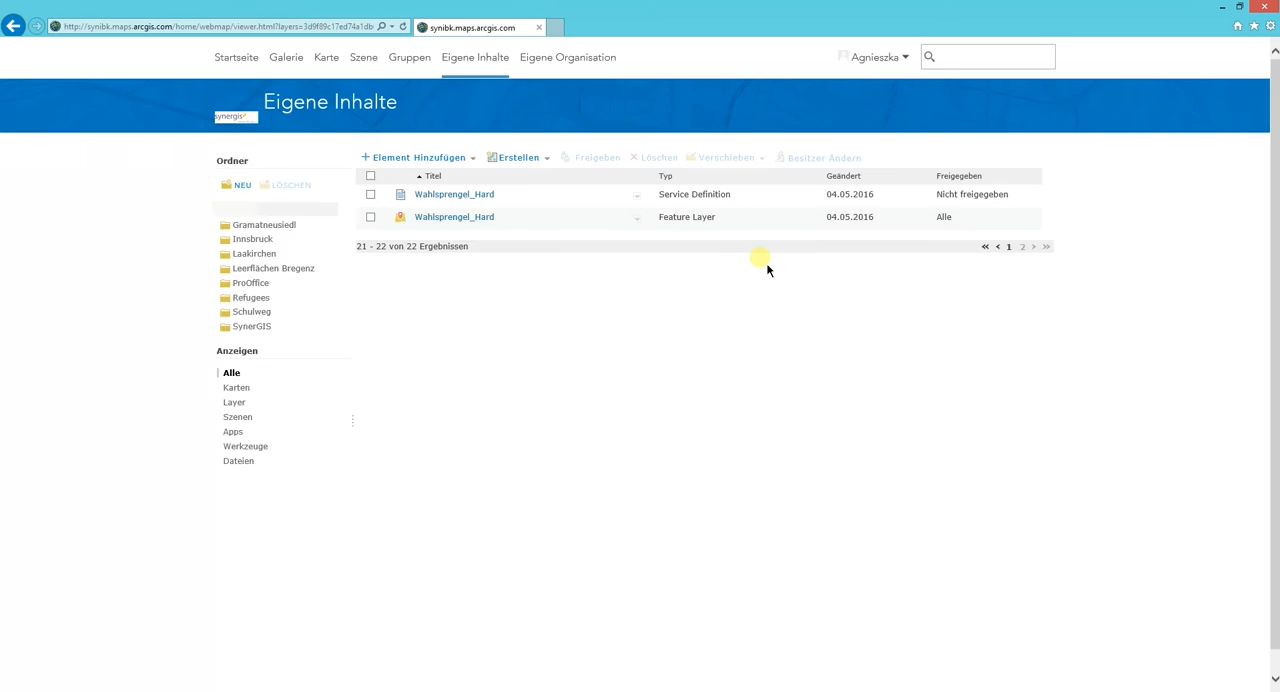 http://synibk.maps.arcgis.com/home/webmap/viewer.html?layers=3d9f89c17ed74a1db
synibk.maps.arcgis.com
Startseite Galerie Karte Szene Gruppen Eigene Inhalte Eigene Organisation Agnieszka
Eigene Inhalte
synergis
Ordner
NEU LÖSCHEN
Gramatneusiedl
Innsbruck
Laakirchen
Leerflächen Bregenz
ProOffice
Refugees
Schulweg
SynerGIS
Anzeigen
Alle
Karten
Layer
Szenen
Apps
Werkzeuge
Dateien
Element Hinzufügen Erstellen Freigeben Löschen Verschieben Besitzer Ändern
Titel Typ Geändert Freigegeben
Wahlsprengel_Hard Service Definition 04.05.2016 Nicht freigegeben
Wahlsprengel_Hard Feature Layer 04.05.2016 Alle
21 - 22 von 22 Ergebnissen « ‹ 1 2 › »